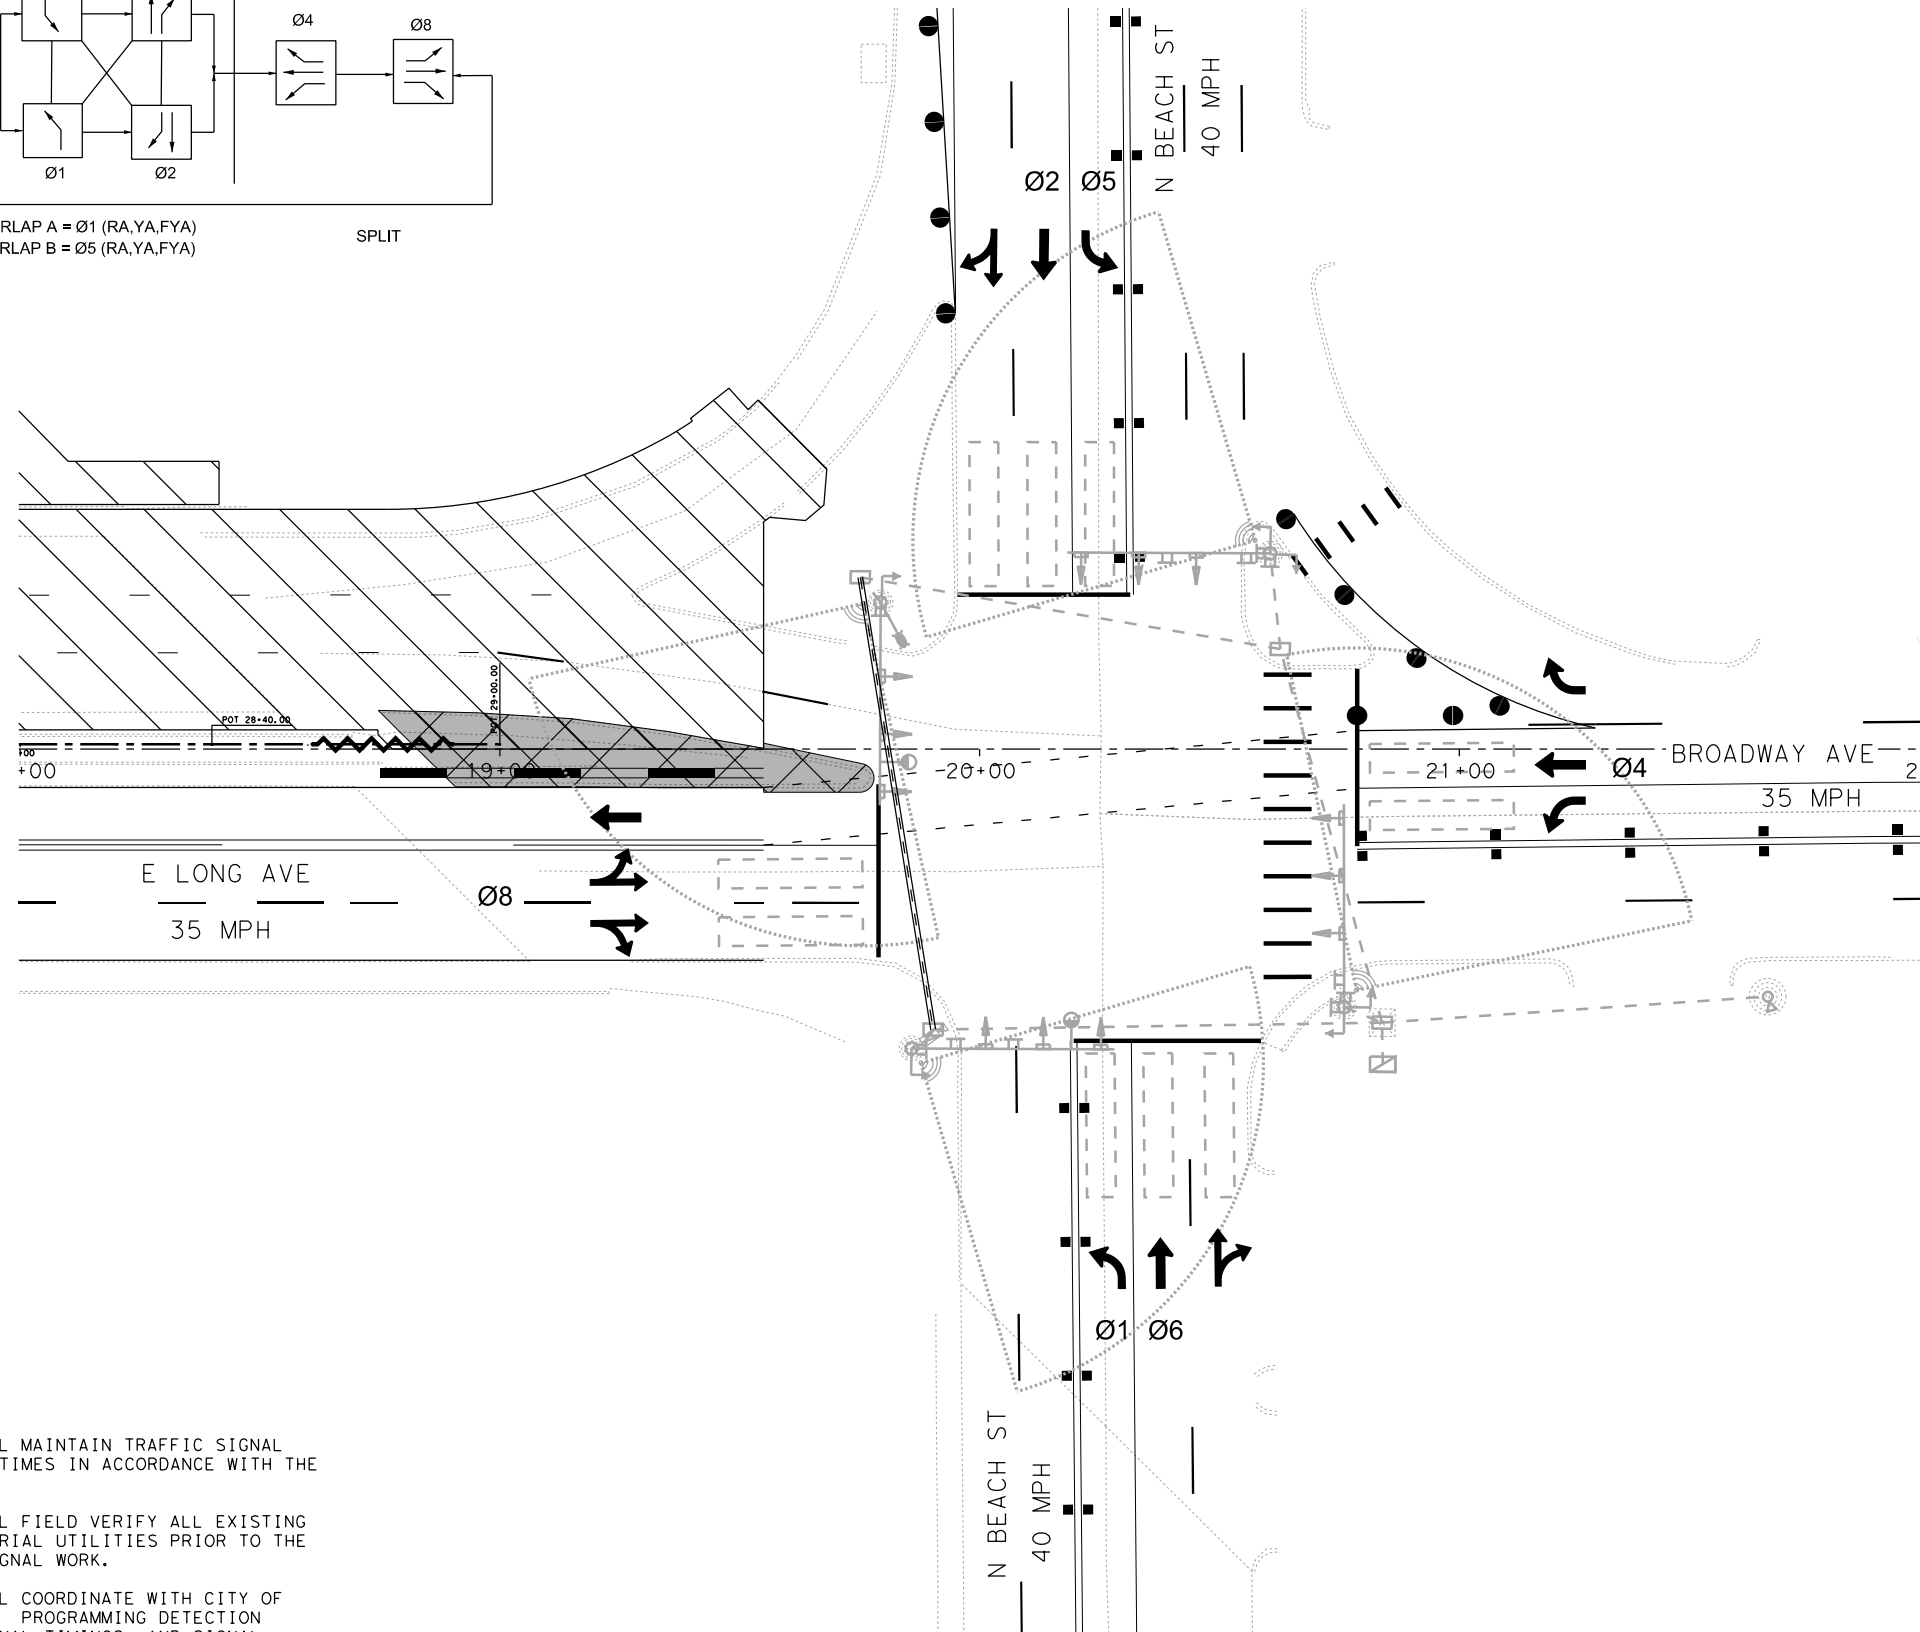 Ø4
Ø8
Ø1
Ø2
RLAP A = Ø1 (RA,YA,FYA)
RLAP B = Ø5 (RA,YA,FYA)
SPLIT
N BEACH ST
40 MPH
Ø2 Ø5
POT 28+40.00
POT 29+00.00
+00
+00
19+00
20+00
21+00
2
BROADWAY AVE
35 MPH
Ø4
E LONG AVE
35 MPH
Ø8
Ø1 Ø6
N BEACH ST
40 MPH
L MAINTAIN TRAFFIC SIGNAL
TIMES IN ACCORDANCE WITH THE
L FIELD VERIFY ALL EXISTING
RIAL UTILITIES PRIOR TO THE
GNAL WORK.
L COORDINATE WITH CITY OF
PROGRAMMING DETECTION